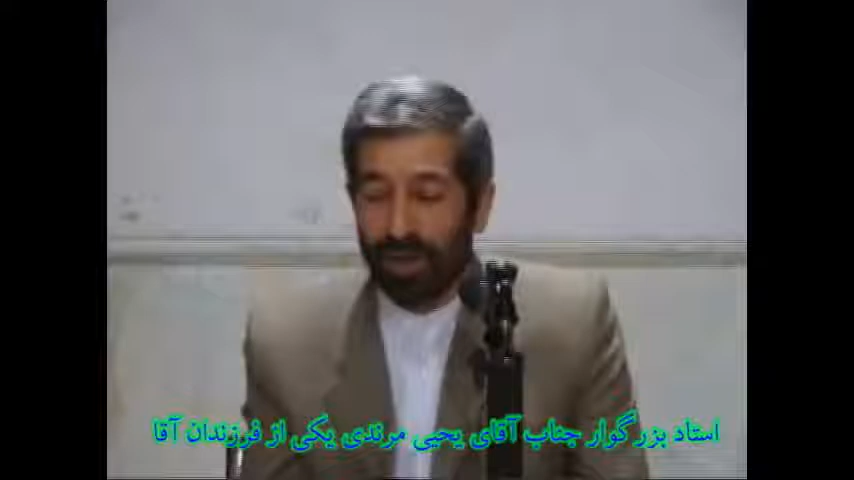 استاد بزرگوار جناب آقای یحیی مرندی یکی از فرزندان آقا